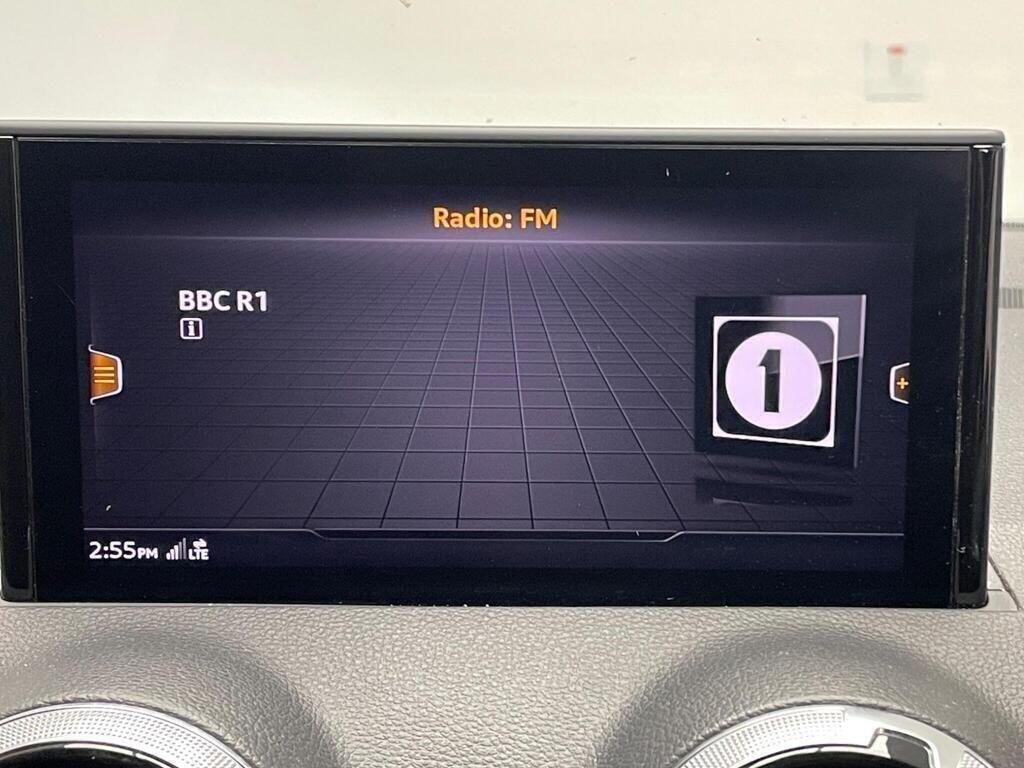 Radio: FM
BBC R1
i
1
+
2:55PM LTE